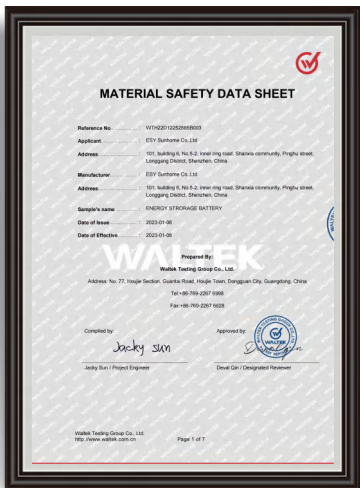 MATERIAL SAFETY DATA SHEET
Reference No. : WTH22D12252885B003
Applicant : ESY Sunhome Co.,Ltd
Address : 101, building 6, No.5-2, inner ring road, Shanxia community, Pinghu street,
Longgang District, Shenzhen, China
Manufacturer : ESY Sunhome Co.,Ltd
Address : 101, building 6, No.5-2, inner ring road, Shanxia community, Pinghu street,
Longgang District, Shenzhen, China
Sample's name : ENERGY STRORAGE BATTERY
Date of Issue : 2023-01-06
Date of Effective : 2023-01-06
WALTEK
Prepared By:
Waltek Testing Group Co., Ltd.
Address: No. 77, Houjie Section, Guantai Road, Houjie Town, Dongguan City, Guangdong, China
Tel:+86-769-2267 6998
Fax:+86-769-2267 6828
Compiled by:
Approved by:
Jacky sun
WALTEK
Jacky Sun / Project Engineer
Deval Qin / Designated Reviewer
Waltek Testing Group Co., Ltd.
http://www.waltek.com.cn
Page 1 of 7